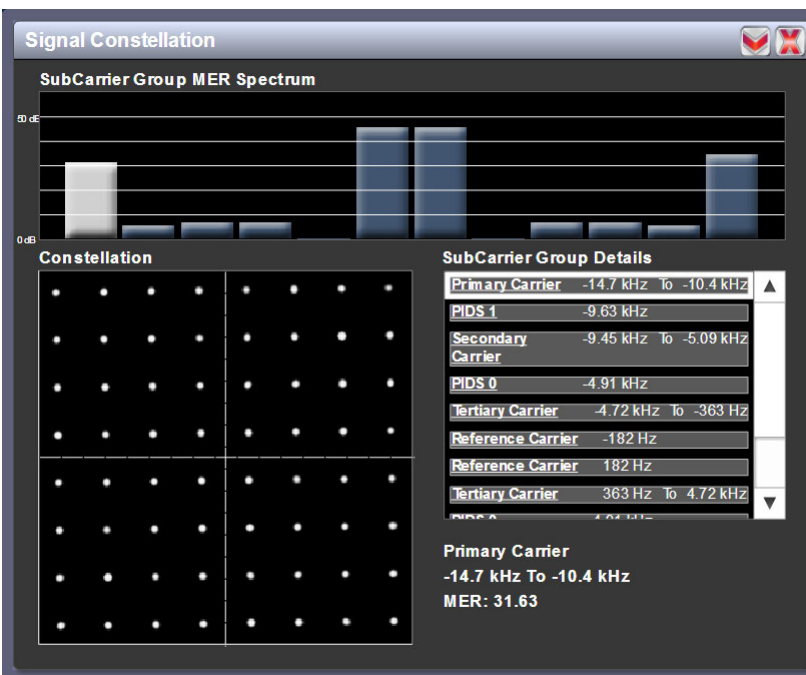 Signal Constellation
SubCarrier Group MER Spectrum
50 dB
0 dB
Constellation
SubCarrier Group Details
Primary Carrier -14.7 kHz To -10.4 kHz
PIDS 1 -9.63 kHz
Secondary -9.45 kHz To -5.09 kHz
Carrier
PIDS 0 -4.91 kHz
Tertiary Carrier -4.72 kHz To -363 Hz
Reference Carrier -182 Hz
Reference Carrier 182 Hz
Tertiary Carrier 363 Hz To 4.72 kHz
Primary Carrier
-14.7 kHz To -10.4 kHz
MER: 31.63